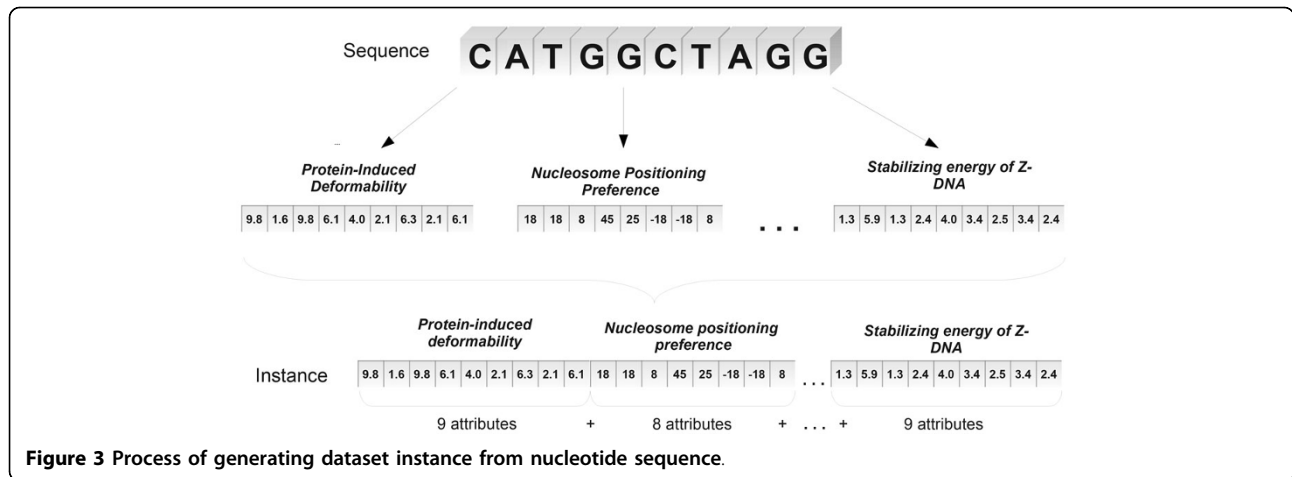 Sequence
C A T G G C T A G G
...
Protein-Induced
Deformability
Nucleosome Positioning
Preference
Stabilizing energy of Z-
DNA
9.8 1.6 9.8 6.1 4.0 2.1 6.3 2.1 6.1
18 18 8 45 25 -18 -18 8
. . .
1.3 5.9 1.3 2.4 4.0 3.4 2.5 3.4 2.4
Protein-induced
deformability
Nucleosome positioning
preference
Stabilizing energy of Z-
DNA
Instance
9.8 1.6 9.8 6.1 4.0 2.1 6.3 2.1 6.1 18 18 8 45 25 -18 -18 8 ... 1.3 5.9 1.3 2.4 4.0 3.4 2.5 3.4 2.4
9 attributes + 8 attributes + . . . + 9 attributes
Figure 3 Process of generating dataset instance from nucleotide sequence.